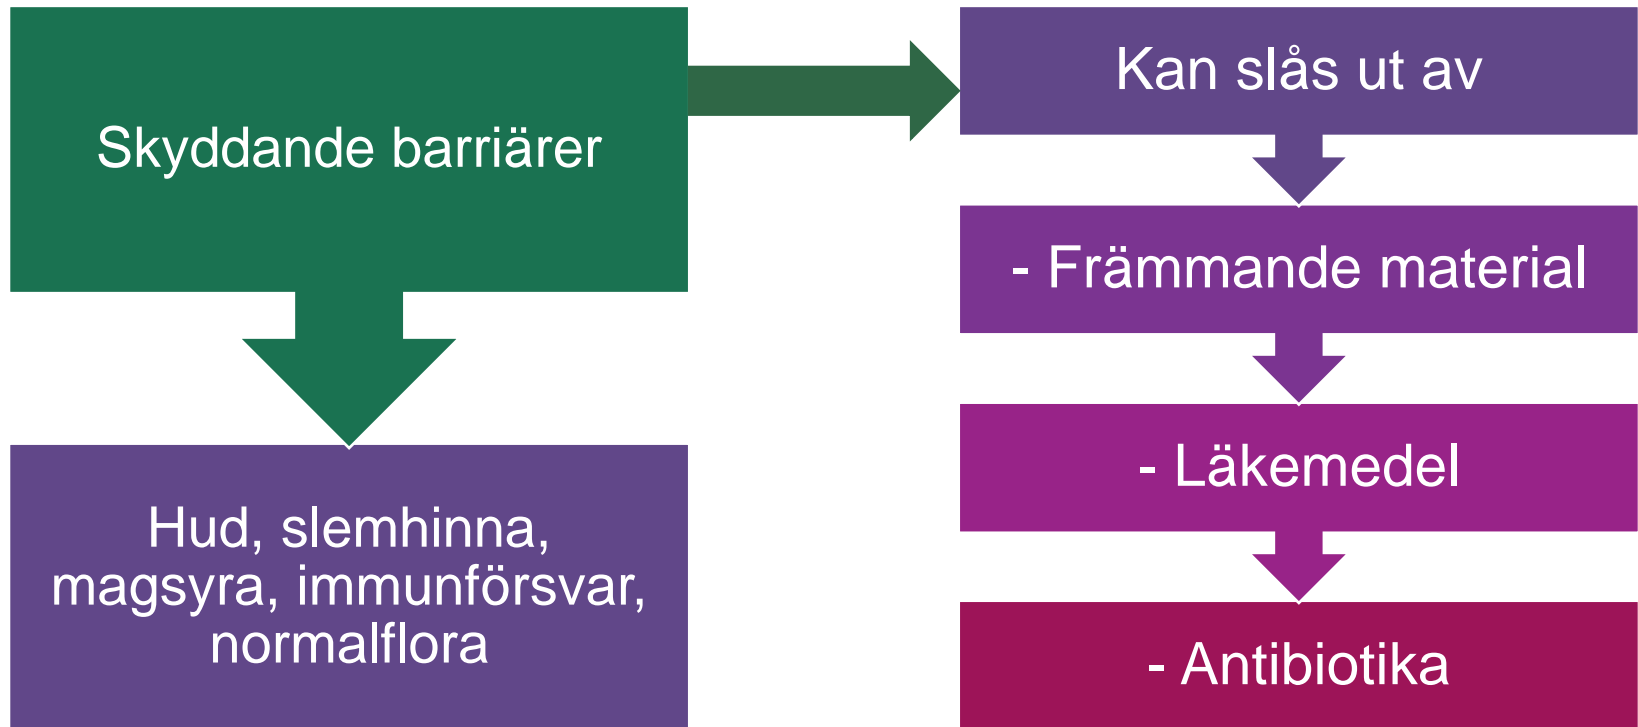 Skyddande barriärer
Hud, slemhinna,
magsyra, immunförsvar,
normalflora
Kan slås ut av
- Främmande material
- Läkemedel
- Antibiotika